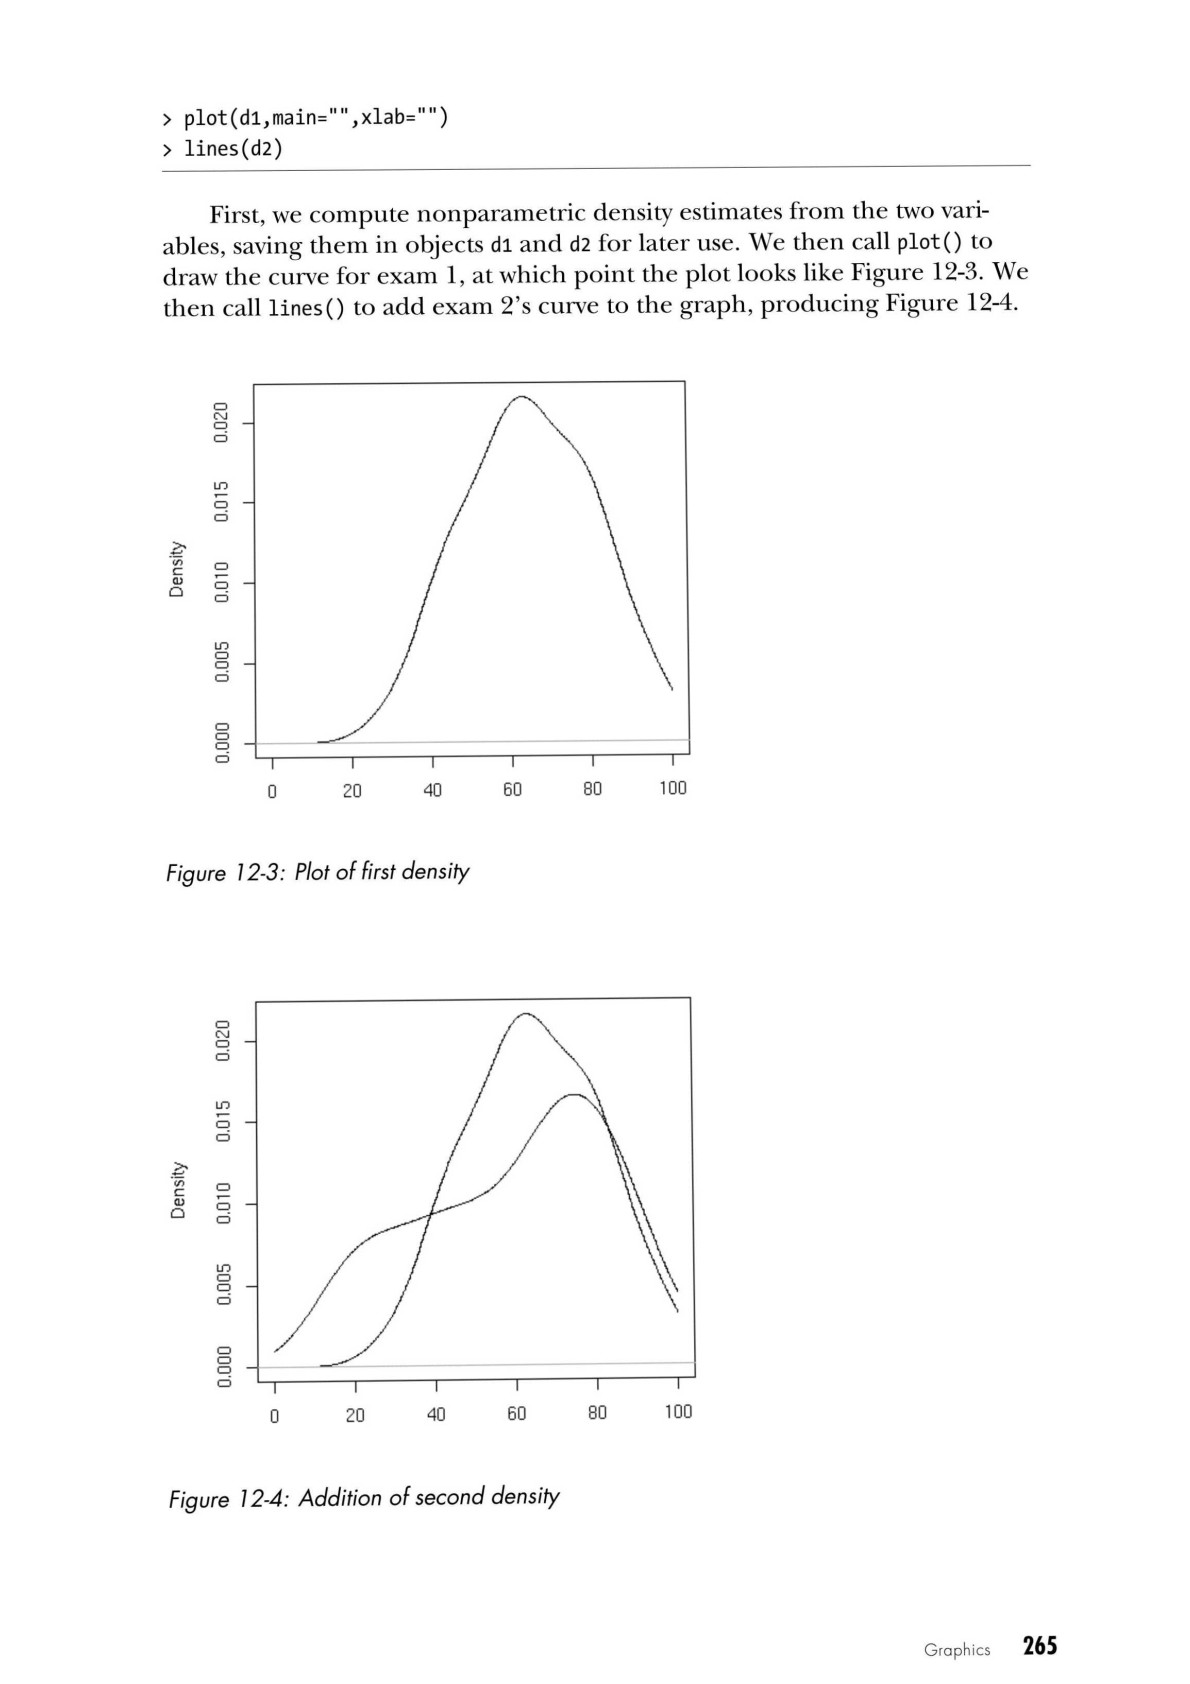 > plot(d1,main="",xlab="")
> lines(d2)
First, we compute nonparametric density estimates from the two vari-
ables, saving them in objects d1 and d2 for later use. We then call plot() to
draw the curve for exam 1, at which point the plot looks like Figure 12-3. We
then call lines() to add exam 2’s curve to the graph, producing Figure 12-4.
Density
0.020
0.015
0.010
0.005
0.000
0 20 40 60 80 100
Figure 12-3: Plot of first density
Density
0.020
0.015
0.010
0.005
0.000
0 20 40 60 80 100
Figure 12-4: Addition of second density
Graphics 265